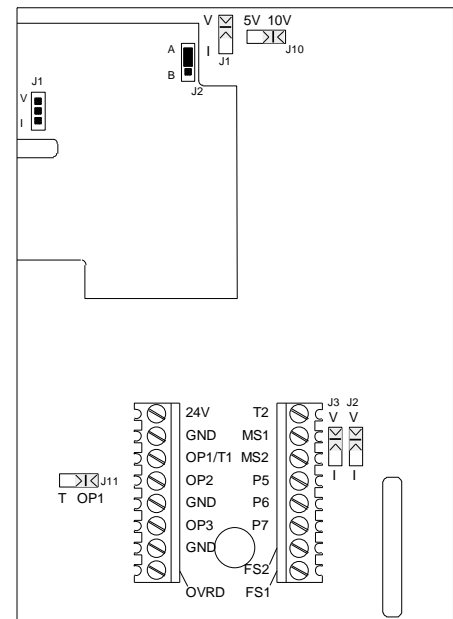 V 5V 10V
A
I
J1 J10
B
J2
J1
V
I
J3 J2
24V T2 V V
GND MS1
OP1/T1 MS2
J11 OP2 P5 I I
T OP1
GND P6
OP3 P7
GND
FS2
OVRD FS1